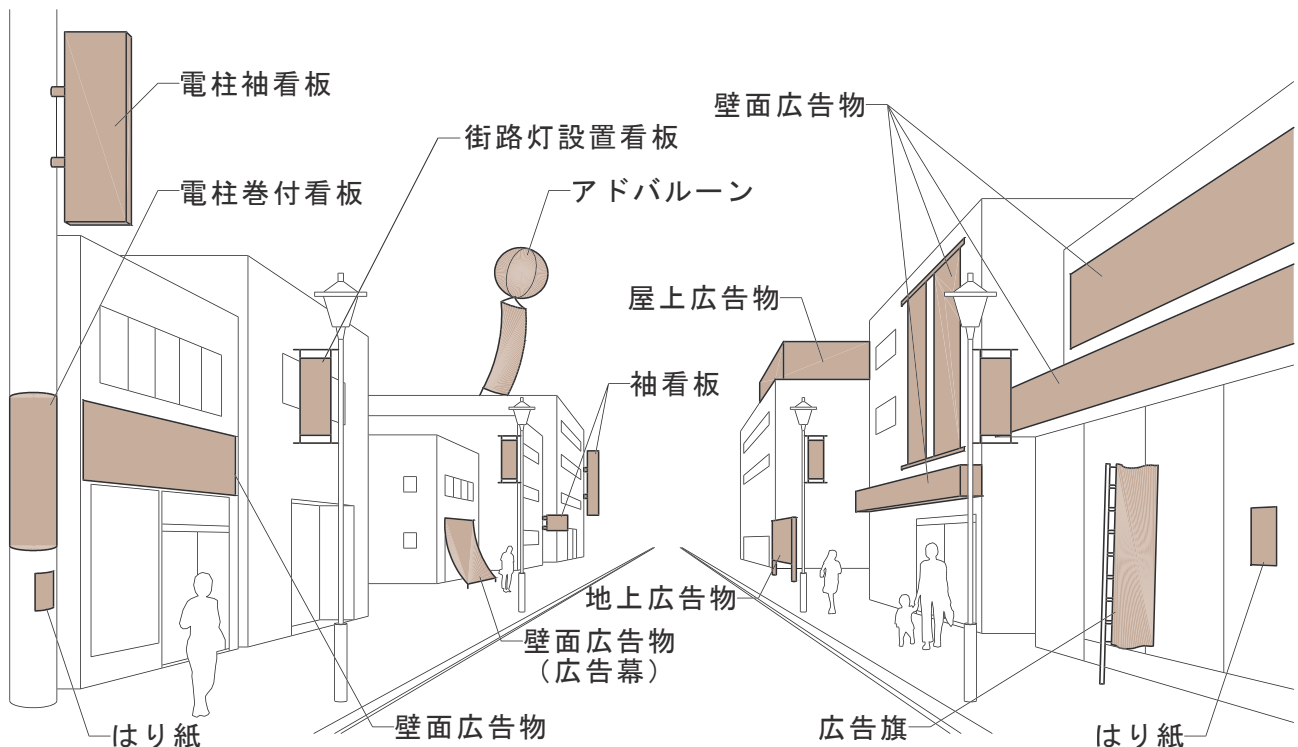 電柱袖看板
壁面広告物
街路灯設置看板
電柱巻付看板
アドバルーン
屋上広告物
袖看板
地上広告物
壁面広告物
（広告幕）
はり紙
壁面広告物
広告旗
はり紙